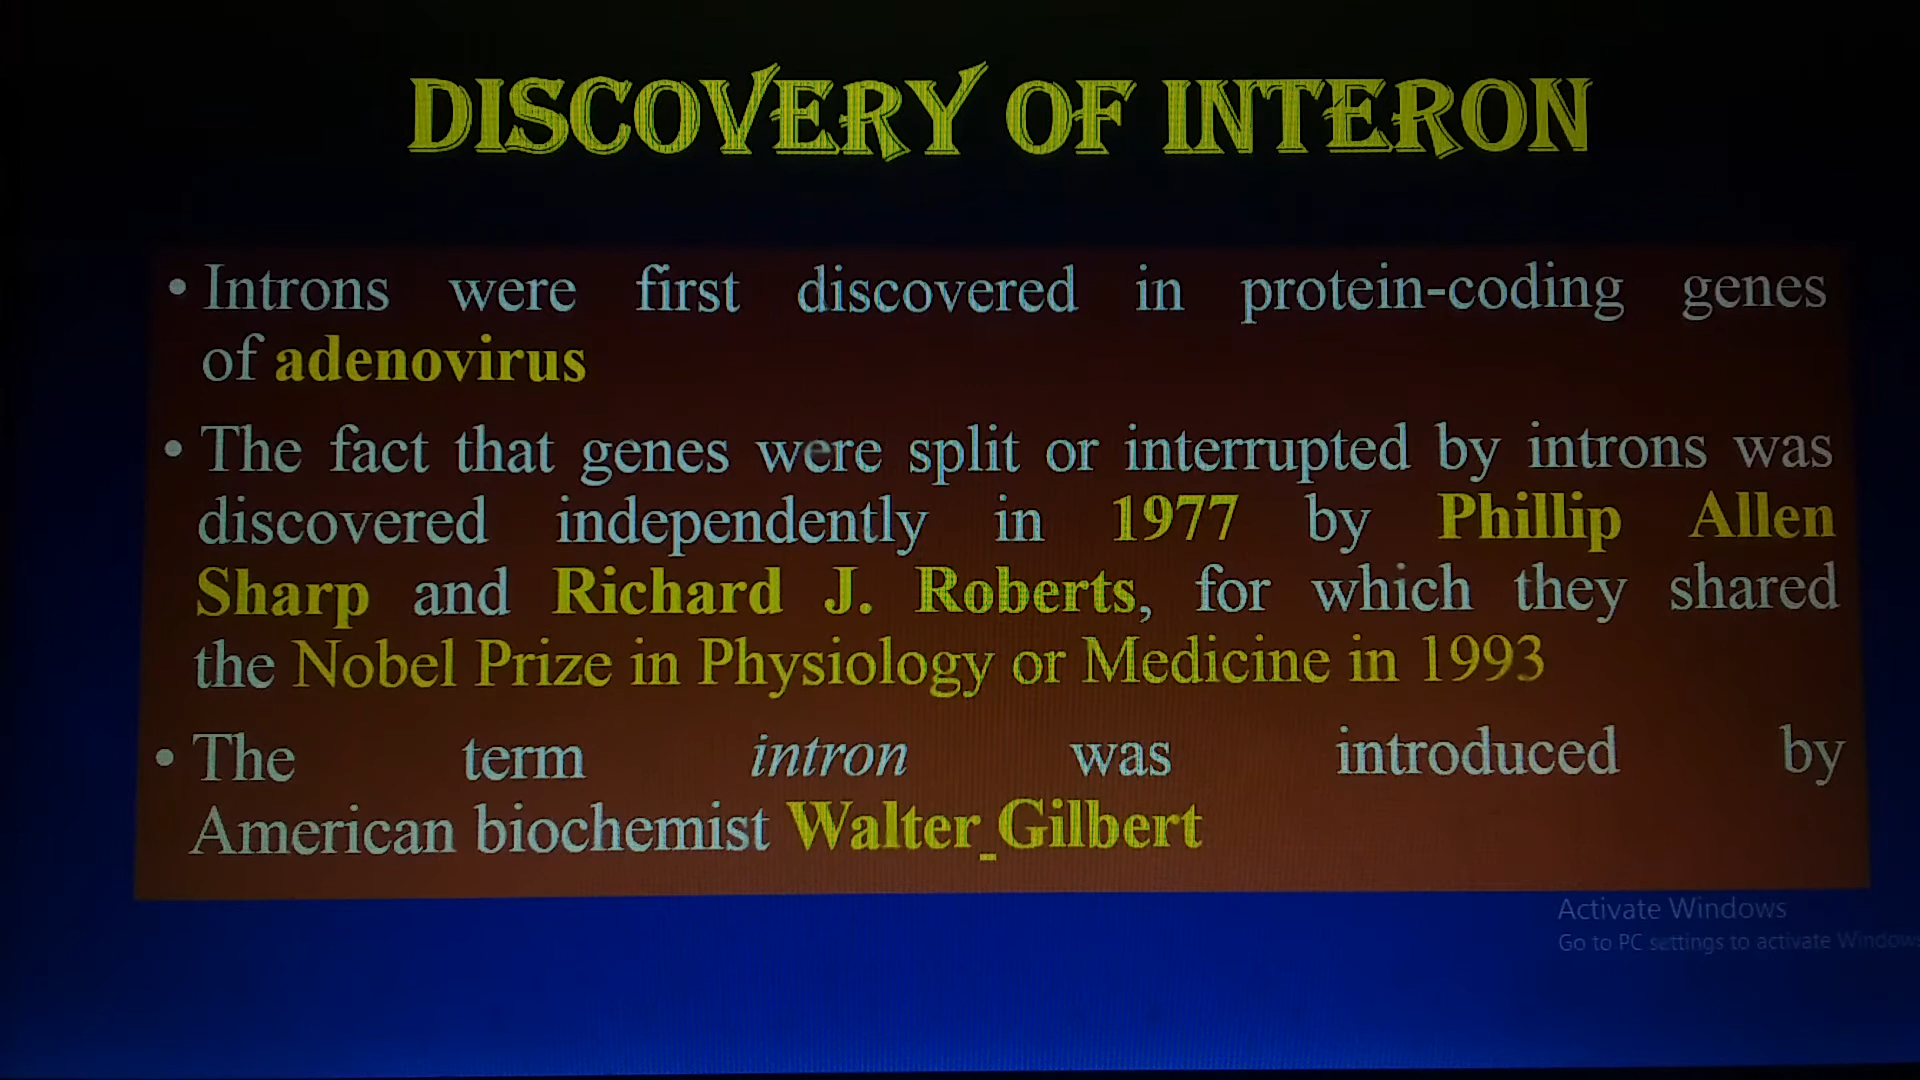 DISCOVERY OF INTERON
• Introns were first discovered in protein-coding genes
of adenovirus
• The fact that genes were split or interrupted by introns was
discovered independently in 1977 by Phillip Allen
Sharp and Richard J. Roberts, for which they shared
the Nobel Prize in Physiology or Medicine in 1993
• The term intron was introduced by
American biochemist Walter Gilbert
Activate Windows
Go to PC settings to activate Windows